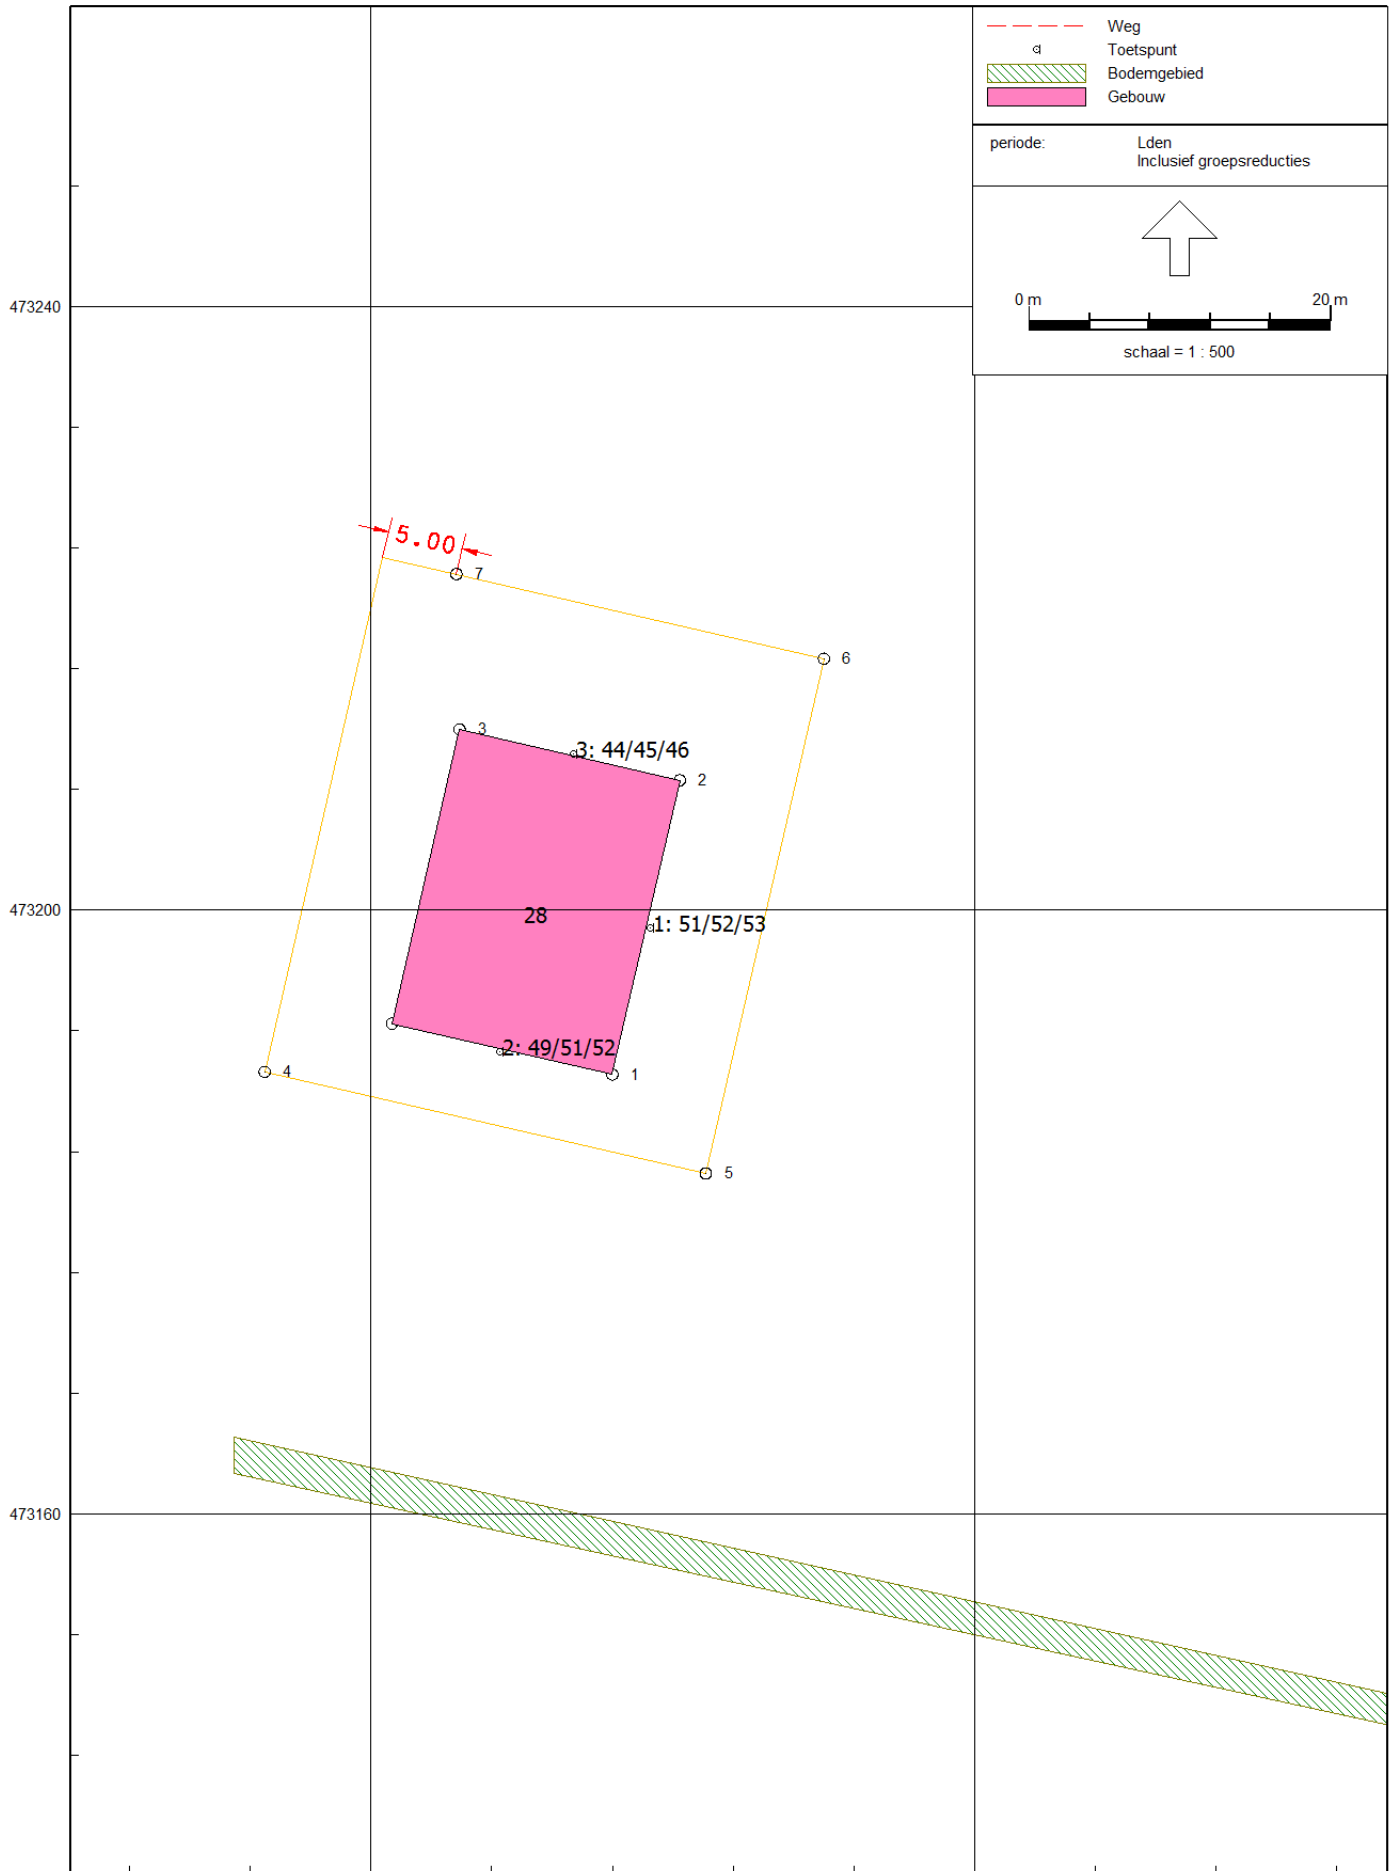 Weg
Toetspunt
Bodemgebied
Gebouw
periode: Lden
Inclusief groepsreducties
0 m 20 m
schaal = 1 : 500
473240
5.00
7
6
3
3: 44/45/46
2
473200
28
1: 51/52/53
2: 49/51/52
4
1
5
473160